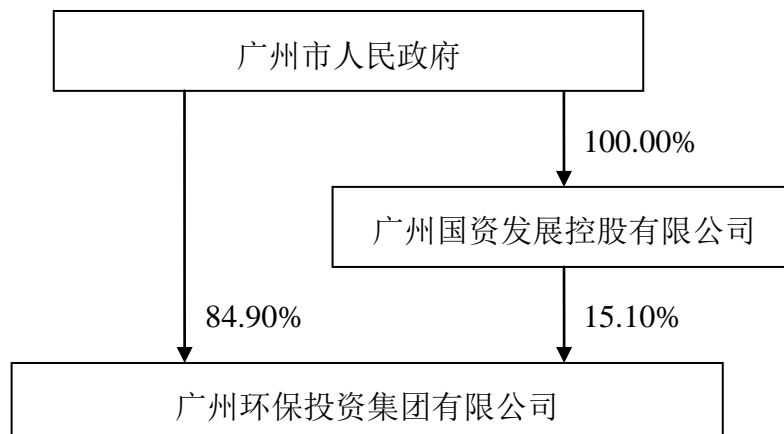 广州市人民政府
100.00%
广州国资发展控股有限公司
84.90%
15.10%
广州环保投资集团有限公司